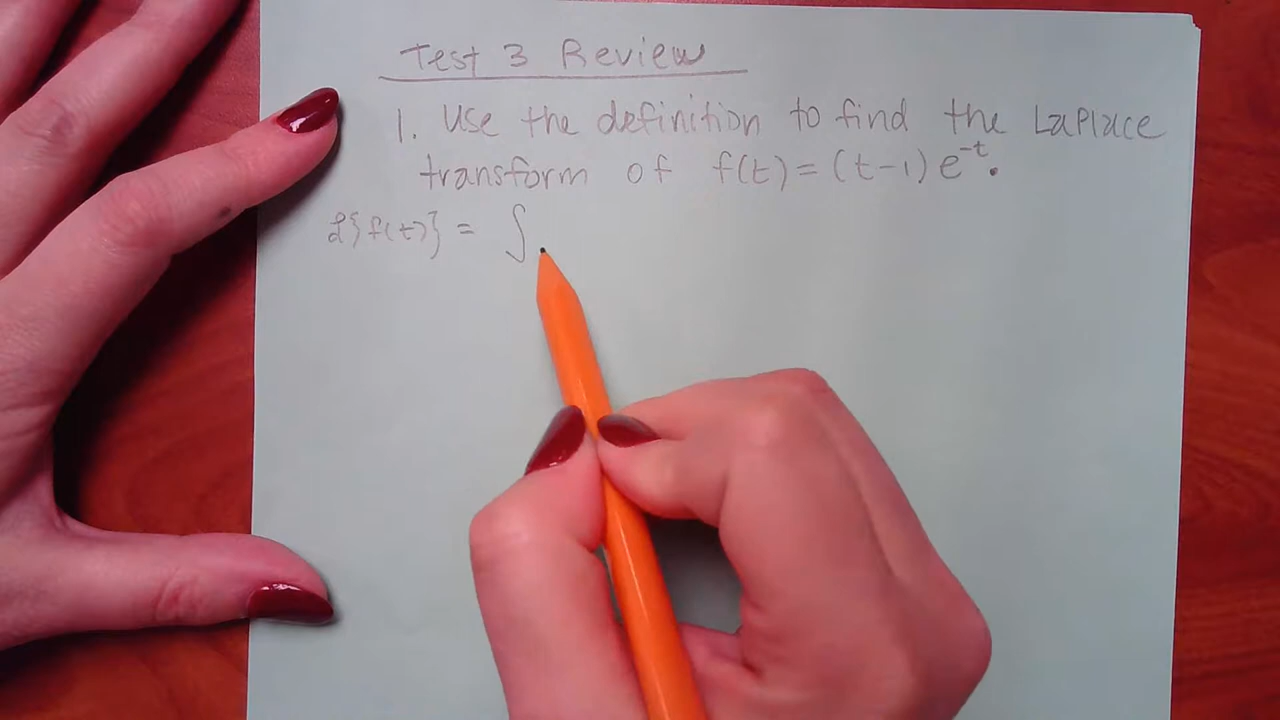 Test 3 Review
1. Use the definition to find the Laplace
transform of f(t) = (t-1) e^{-t}.
ℒ{f(t)} = ∫